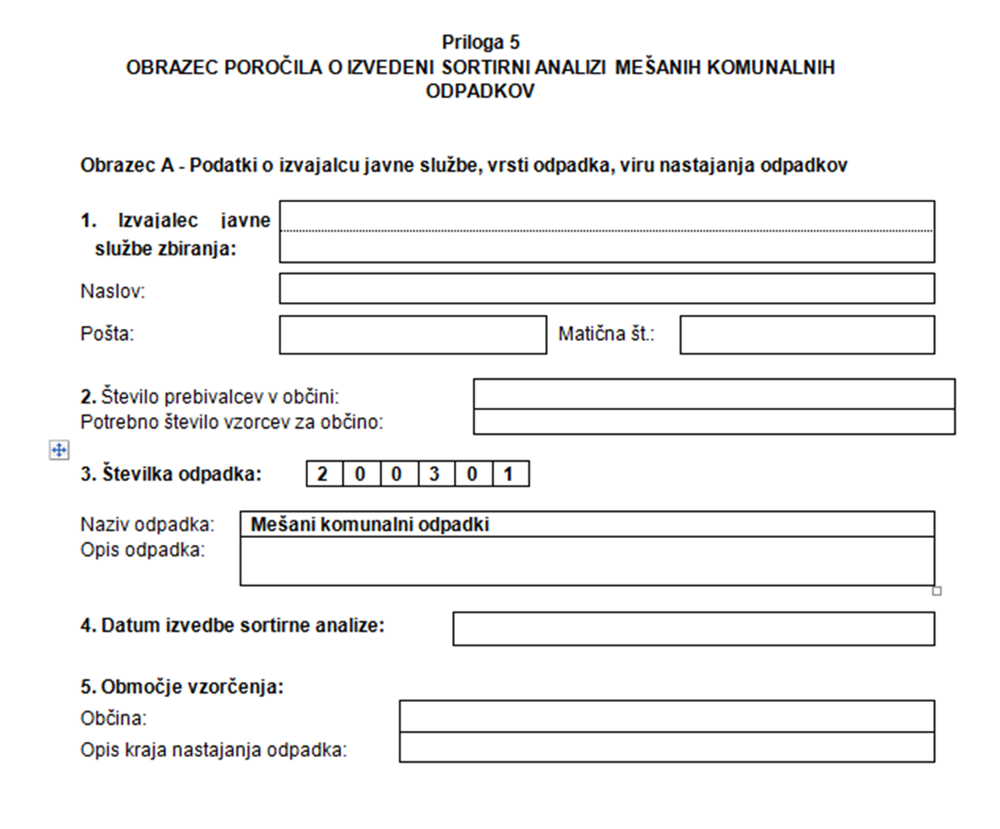 Priloga 5
OBRAZEC POROČILA O IZVEDENI SORTIRNI ANALIZI MEŠANIH KOMUNALNIH
ODPADKOV
Obrazec A - Podatki o izvajalcu javne službe, vrsti odpadka, viru nastajanja odpadkov
1. Izvajalec javne
službe zbiranja:
Naslov:
Pošta: Matična št.:
2. Število prebivalcev v občini:
Potrebno število vzorcev za občino:
3. Številka odpadka: 2 0 0 3 0 1
Naziv odpadka: Mešani komunalni odpadki
Opis odpadka:
4. Datum izvedbe sortirne analize:
5. Območje vzorčenja:
Občina:
Opis kraja nastajanja odpadka: